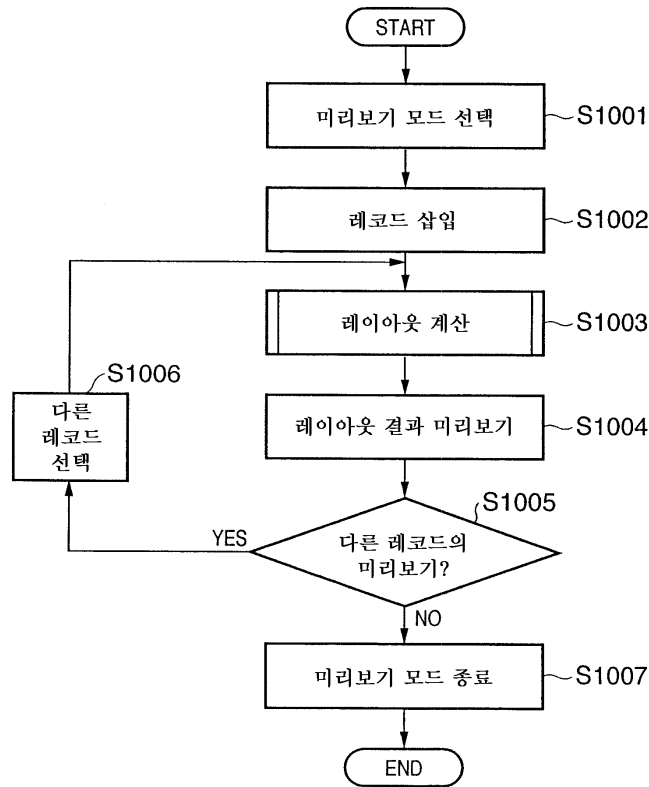 START
미리보기 모드 선택
S1001
레코드 삽입
S1002
레이아웃 계산
S1003
S1006
다른
레코드
선택
레이아웃 결과 미리보기
S1004
S1005
YES
다른 레코드의
미리보기?
NO
미리보기 모드 종료
S1007
END